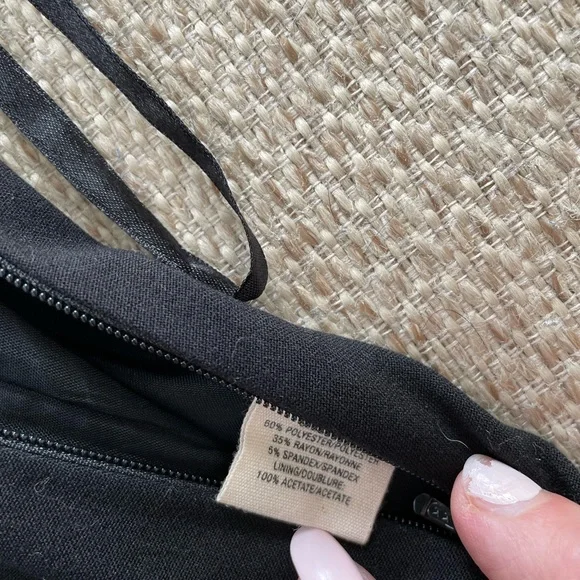 60% POLYESTER/POLYESTER
35% RAYON/RAYONNE
5% SPANDEX/SPANDEX
LINING/DOUBLURE:
100% ACETATE/ACETATE